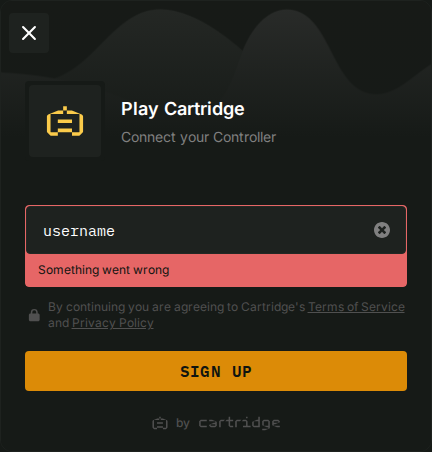 Play Cartridge
Connect your Controller
username
Something went wrong
By continuing you are agreeing to Cartridge's Terms of Service
and Privacy Policy
SIGN UP
by cartridge